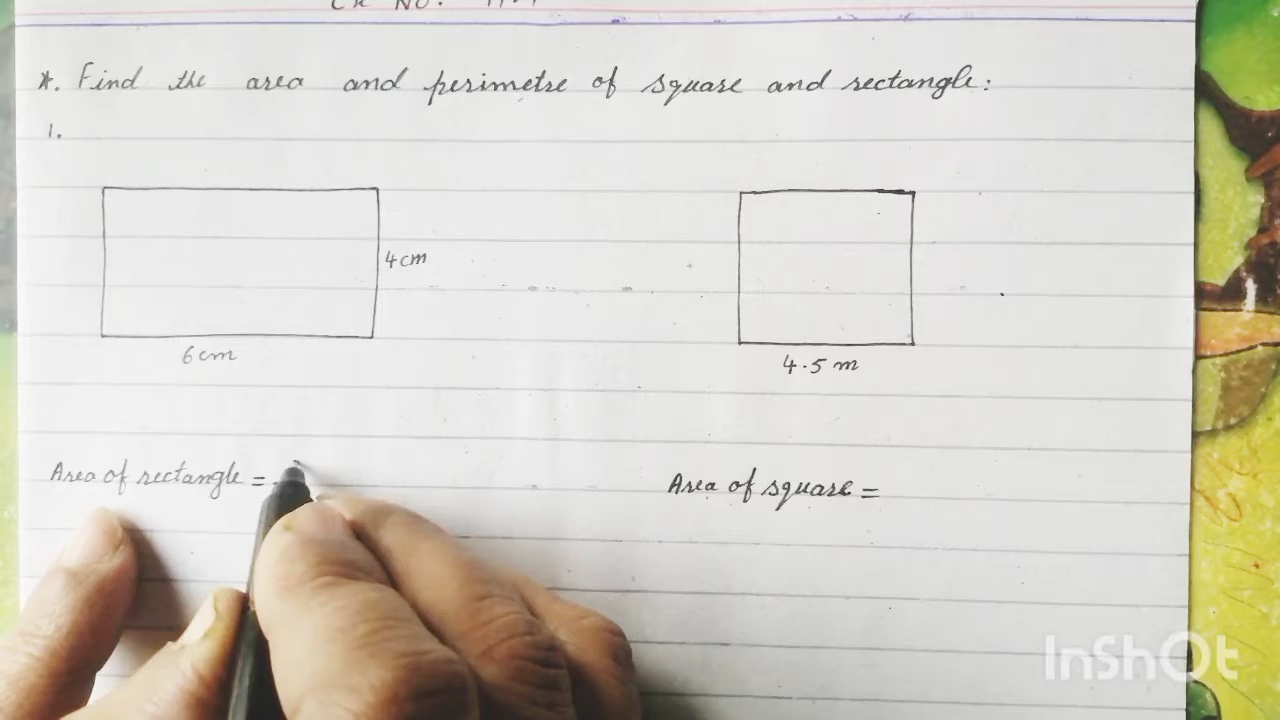 *. Find the area and perimetre of square and rectangle:
1.
4cm
6cm
4.5 m
Area of rectangle =
Area of square =
InShOt